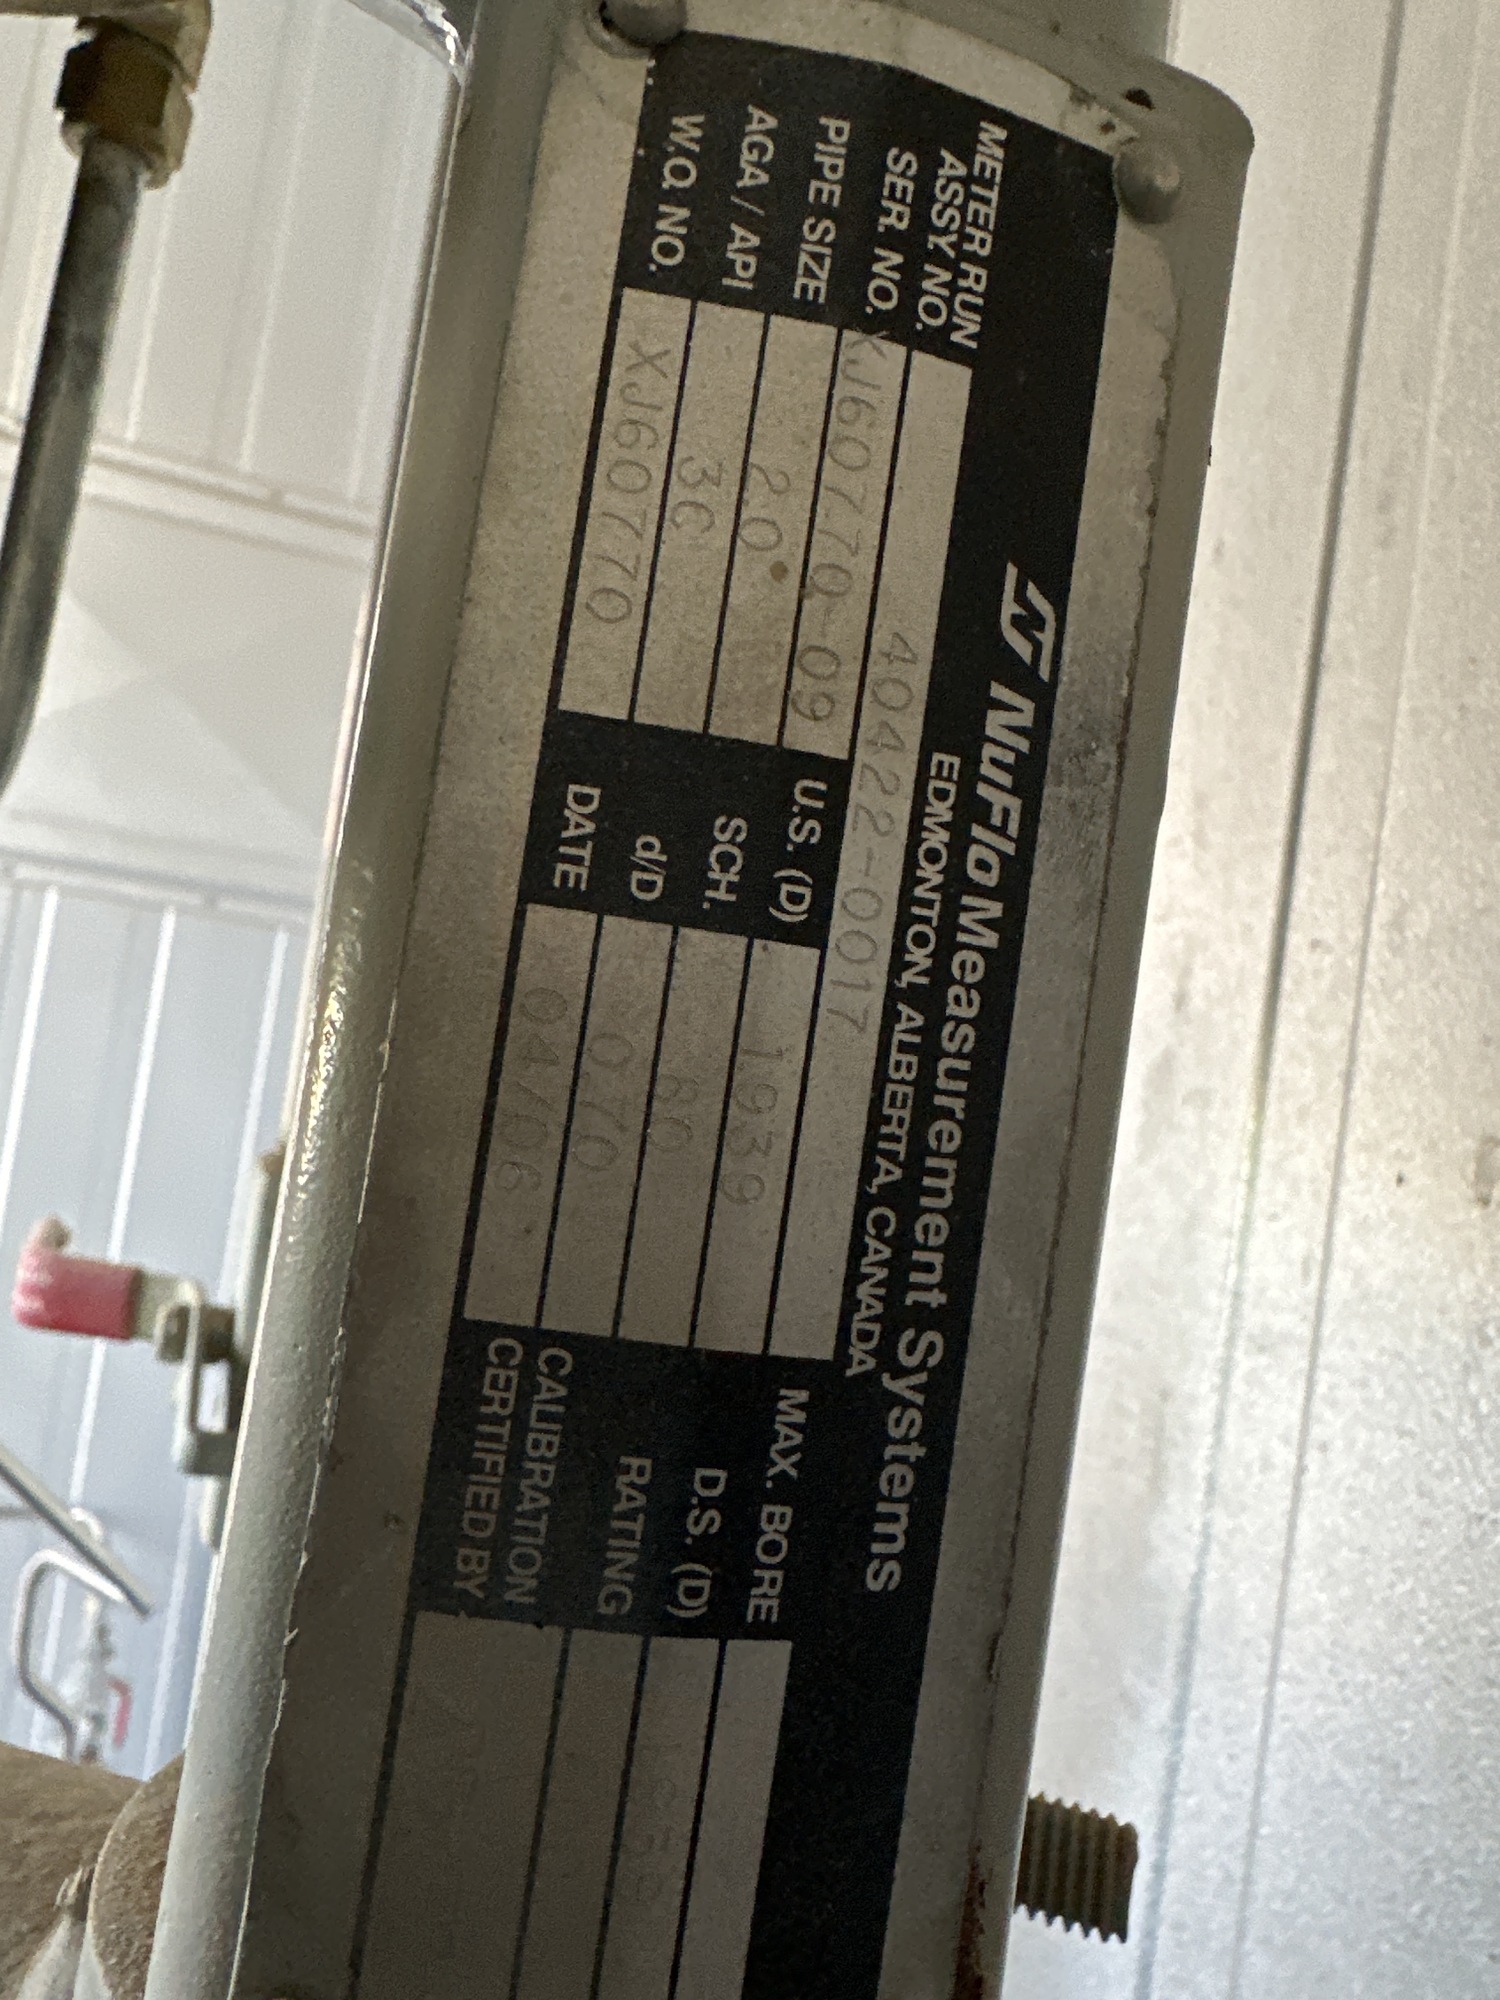 NuFlo Measurement Systems
EDMONTON, ALBERTA, CANADA
METER RUN
ASSY NO. 40422-0017
SER. NO. XJ60770-09 U.S. (D) 1939 MAX. BORE
PIPE SIZE 2.0 SCH. 80 D.S. (D)
AGA / API 3C d/D 0.70 RATING
W.O. NO. XJ60770 DATE 04/06 CALIBRATION
CERTIFIED BY